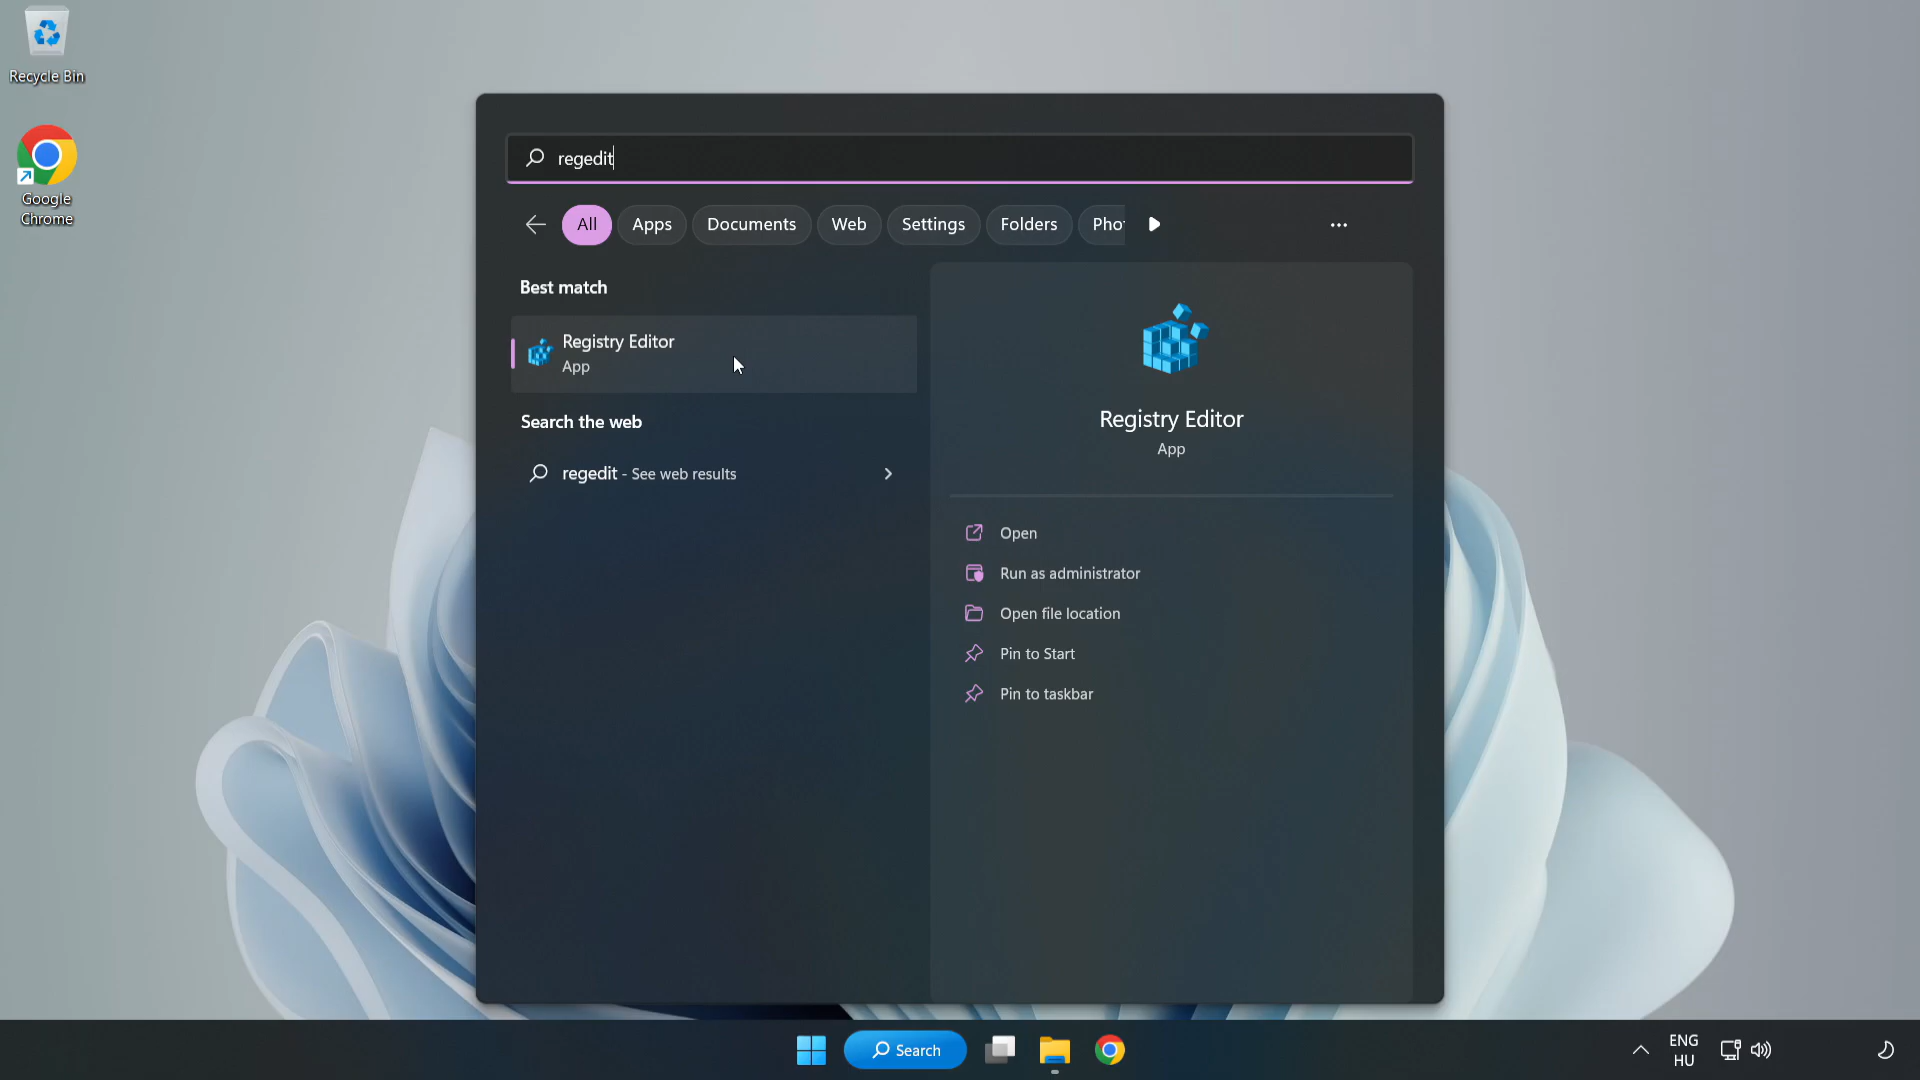 Recycle Bin
Google
Chrome
regedit
All Apps Documents Web Settings Folders
Best match
Registry Editor
App
Search the web
regedit - See web results
Registry Editor
App
Open
Run as administrator
Open file location
Pin to Start
Pin to taskbar
Search
ENG
HU